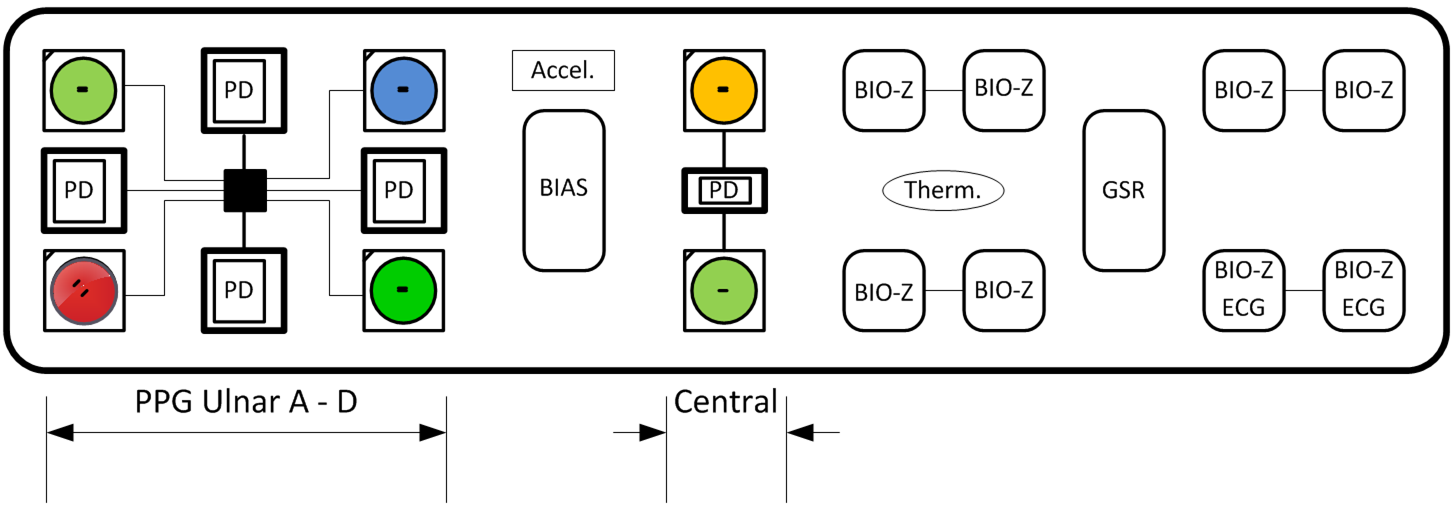 PD
Accel.
BIO-Z
BIO-Z
BIO-Z
BIO-Z
PD
PD
BIAS
PD
Therm.
GSR
PD
BIO-Z
BIO-Z
BIO-Z
ECG
BIO-Z
ECG
PPG Ulnar A - D
Central